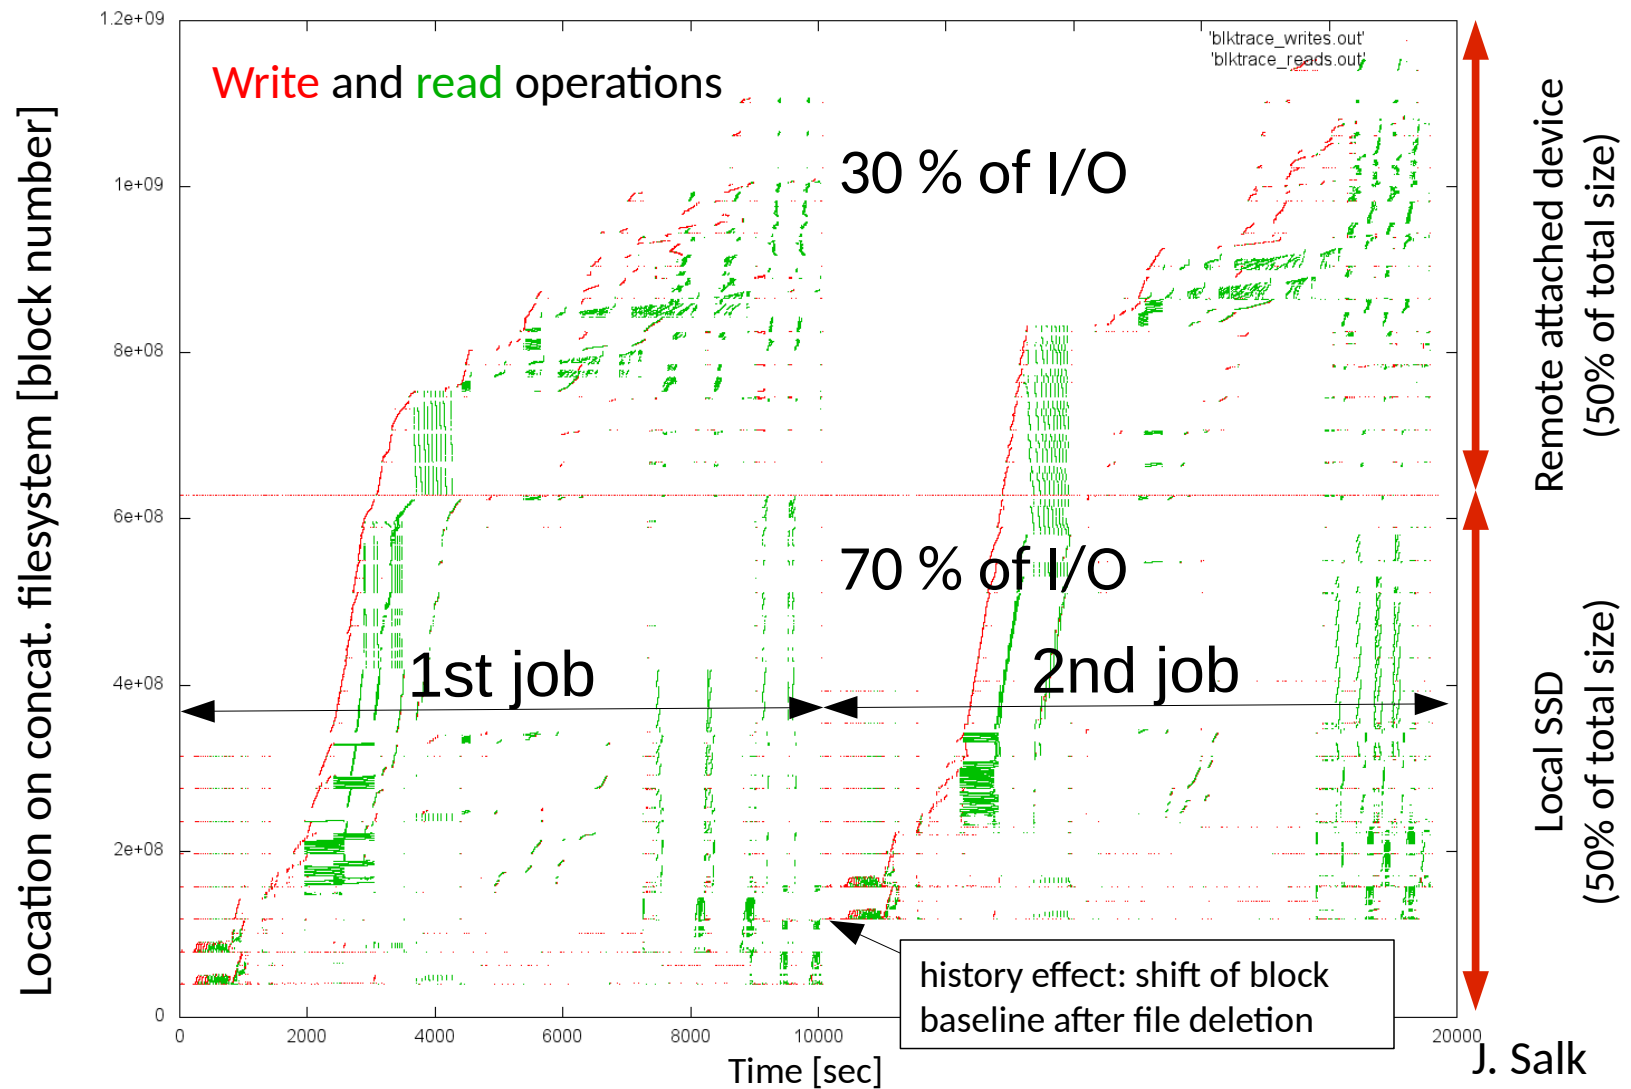 1.2e+09
1e+09
8e+08
6e+08
4e+08
2e+08
0
Location on concat. filesystem [block number]
Write and read operations
'blktrace_writes.out'
'blktrace_reads.out'
30 % of I/O
70 % of I/O
1st job
2nd job
history effect: shift of block
baseline after file deletion
0
2000
4000
6000
8000
10000
20000
Time [sec]
Remote attached device
(50% of total size)
Local SSD
(50% of total size)
J. Salk